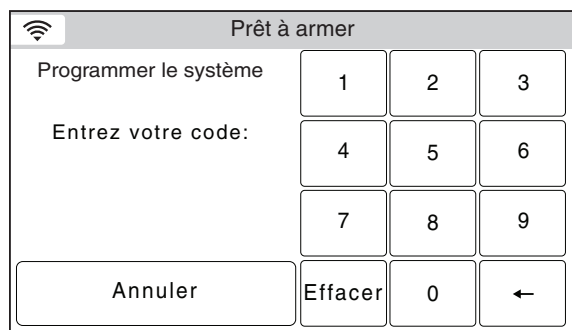 Prêt à armer
Programmer le système
Entrez votre code:
1 2 3
4 5 6
7 8 9
Annuler Effacer 0 ←